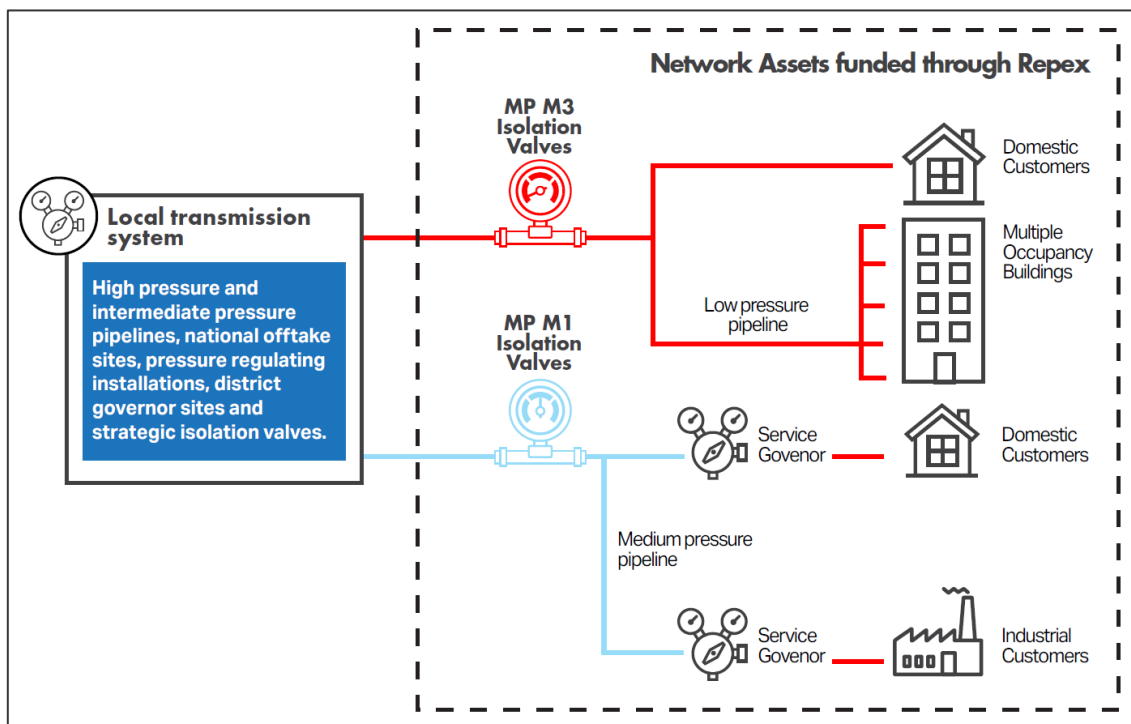 Network Assets funded through Repex
MP M3
Isolation
Valves
Domestic
Customers
Local transmission
system
High pressure and
intermediate pressure
pipelines, national offtake
sites, pressure regulating
installations, district
governor sites and
strategic isolation valves.
Multiple
Occupancy
Buildings
Low pressure
pipeline
MP M1
Isolation
Valves
Service
Govenor
Domestic
Customers
Medium pressure
pipeline
Service
Govenor
Industrial
Customers